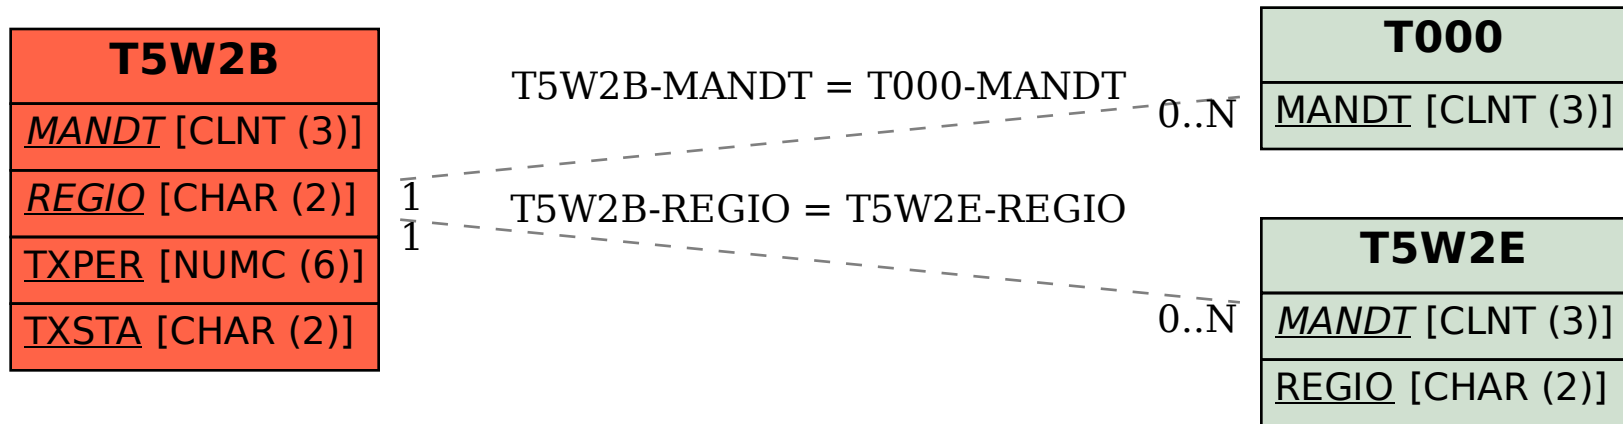 T5W2B
MANDT [CLNT (3)]
REGIO [CHAR (2)]
TXPER [NUMC (6)]
TXSTA [CHAR (2)]
T5W2B-MANDT = T000-MANDT
0..N
1
T5W2B-REGIO = T5W2E-REGIO
1
0..N
T000
MANDT [CLNT (3)]
T5W2E
MANDT [CLNT (3)]
REGIO [CHAR (2)]